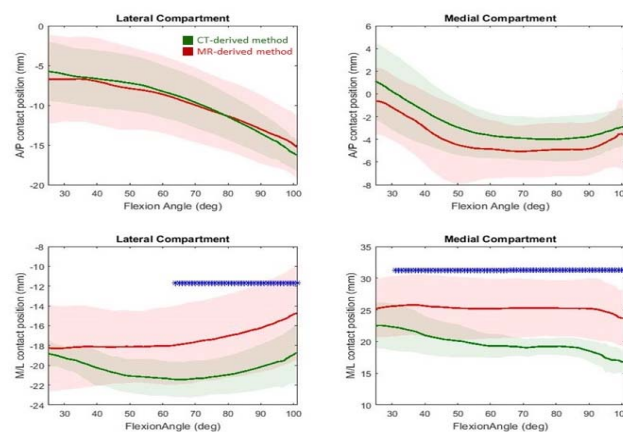 Lateral Compartment
Medial Compartment
CT-derived method
MR-derived method
A/P contact position (mm)
0
-5
-10
-15
-20
30 40 50 60 70 80 90 100
Flexion Angle (deg)
A/P contact position (mm)
6
4
2
0
-2
-4
-6
-8
30 40 50 60 70 80 90 100
Flexion Angle (deg)
Lateral Compartment
Medial Compartment
M/L contact position (mm)
-8
-10
-12
-14
-16
-18
-20
-22
-24
30 40 50 60 70 80 90 100
FlexionAngle (deg)
M/L contact position (mm)
35
30
25
20
15
10
30 40 50 60 70 80 90 100
FlexionAngle (deg)